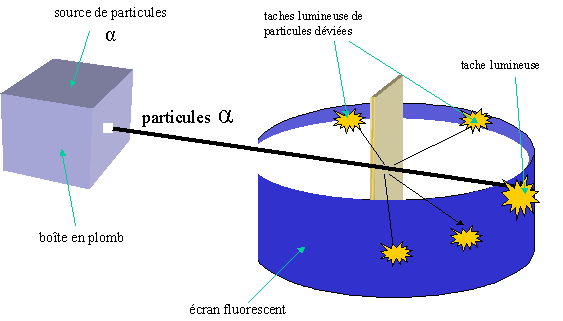 source de particules
α
taches lumineuse de
particules déviées
tache lumineuse
particules α
boîte en plomb
écran fluorescent